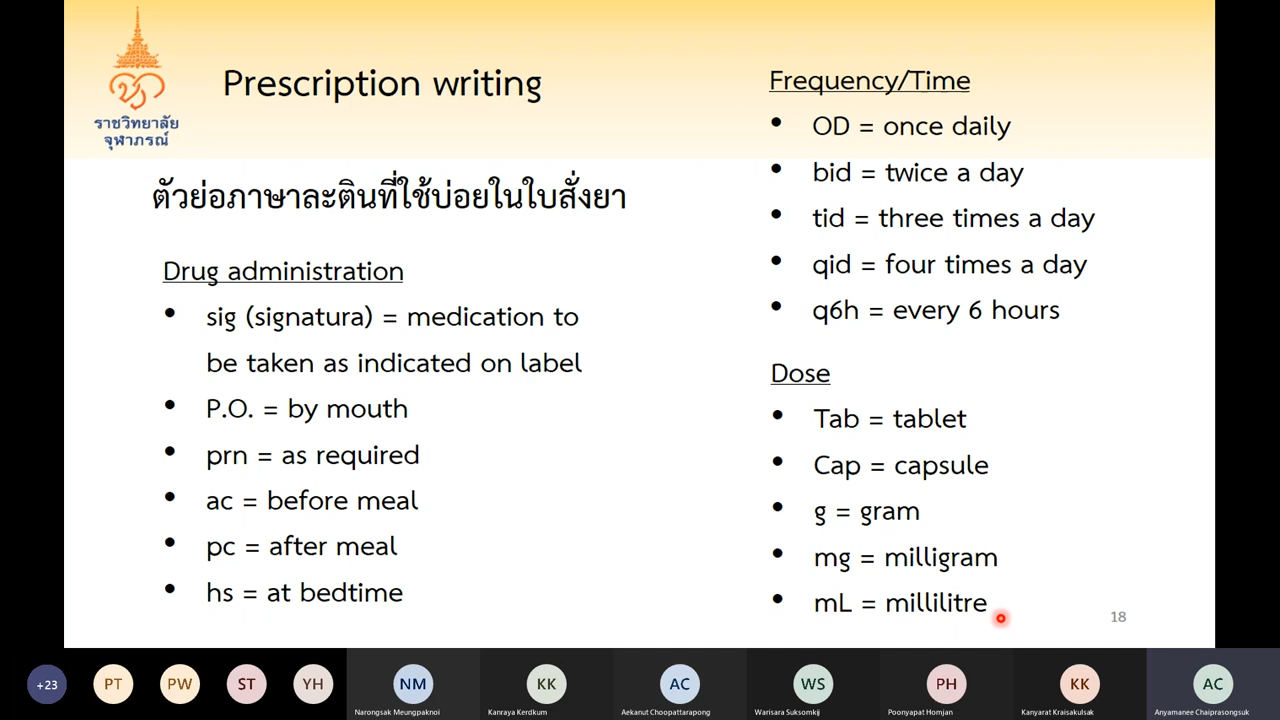 ราชวิทยาลัย
จุฬาภรณ์
Prescription writing
ตัวย่อภาษาละตินที่ใช้บ่อยในใบสั่งยา
Drug administration
• sig (signatura) = medication to
be taken as indicated on label
• P.O. = by mouth
• prn = as required
• ac = before meal
• pc = after meal
• hs = at bedtime
Frequency/Time
• OD = once daily
• bid = twice a day
• tid = three times a day
• qid = four times a day
• q6h = every 6 hours
Dose
• Tab = tablet
• Cap = capsule
• g = gram
• mg = milligram
• mL = millilitre
18
+23
PT
PW
ST
YH
NM
Narongsak Meungpaknoi
KK
Kanraya Kerdkum
AC
Aekanut Choopattarapong
WS
Warisara Suksomkij
PH
Poonyapat Homjan
KK
Kanyarat Kraisakulsak
AC
Anyamanee Chaiprasongsuk